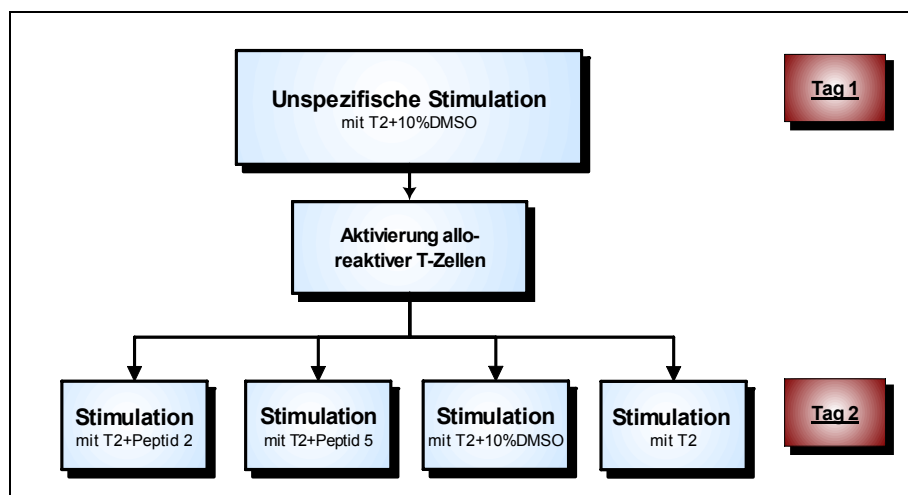 Unspezifische Stimulation
mit T2+10%DMSO
Tag 1
Aktivierung allo-
reaktiver T-Zellen
Stimulation
mit T2+Peptid 2
Stimulation
mit T2+Peptid 5
Stimulation
mit T2+10%DMSO
Stimulation
mit T2
Tag 2